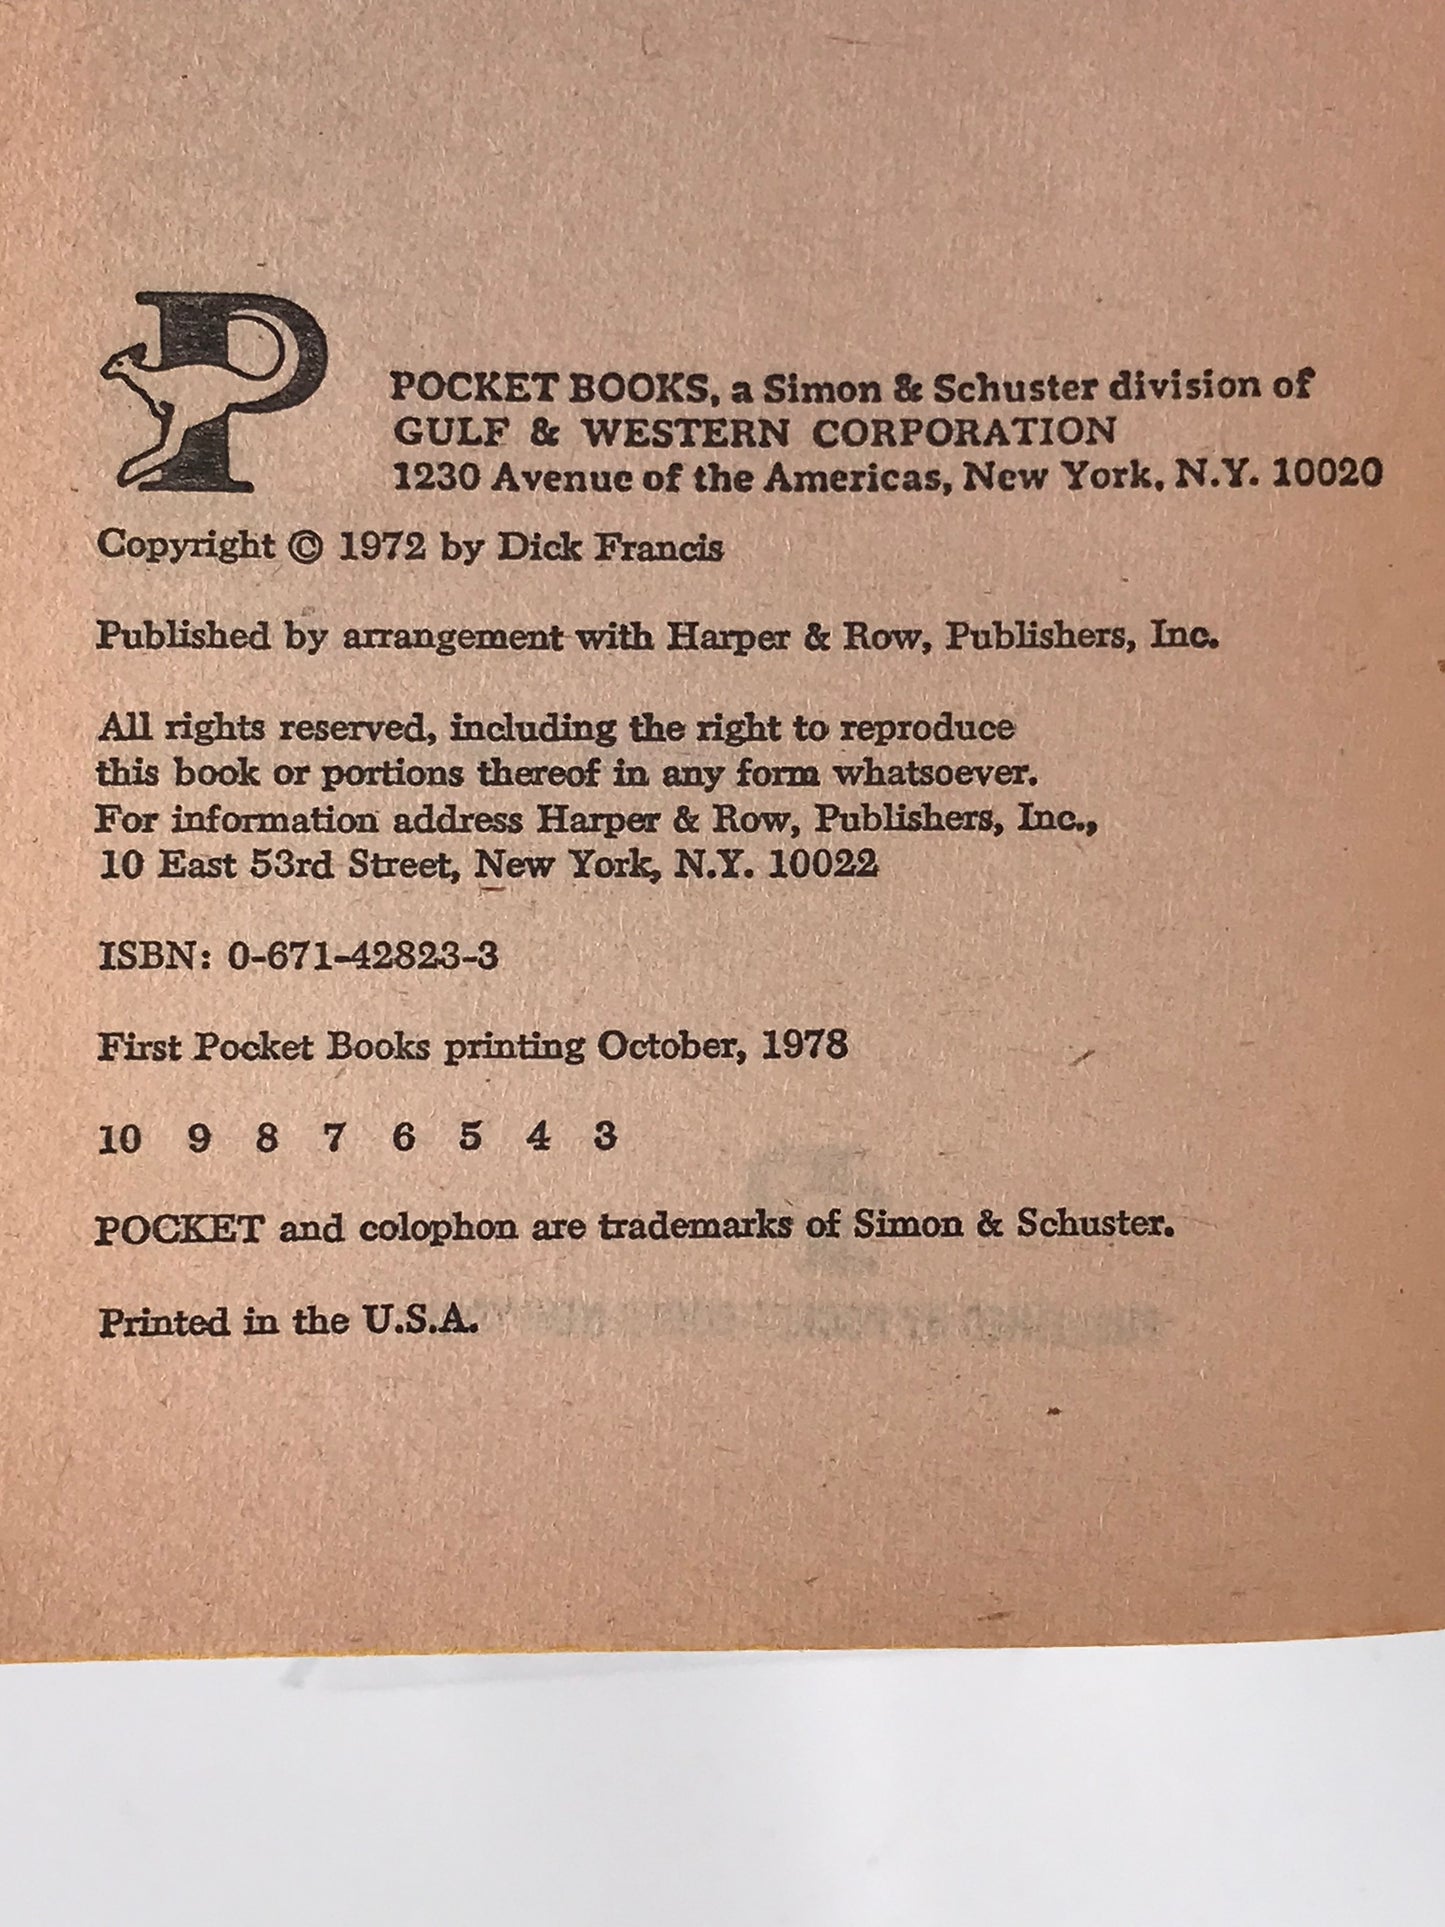 P
POCKET BOOKS, a Simon & Schuster division of
GULF & WESTERN CORPORATION
1230 Avenue of the Americas, New York, N.Y. 10020
Copyright © 1972 by Dick Francis
Published by arrangement with Harper & Row, Publishers, Inc.
All rights reserved, including the right to reproduce
this book or portions thereof in any form whatsoever.
For information address Harper & Row, Publishers, Inc.,
10 East 53rd Street, New York, N.Y. 10022
ISBN: 0-671-42823-3
First Pocket Books printing October, 1978
10 9 8 7 6 5 4 3
POCKET and colophon are trademarks of Simon & Schuster.
Printed in the U.S.A.